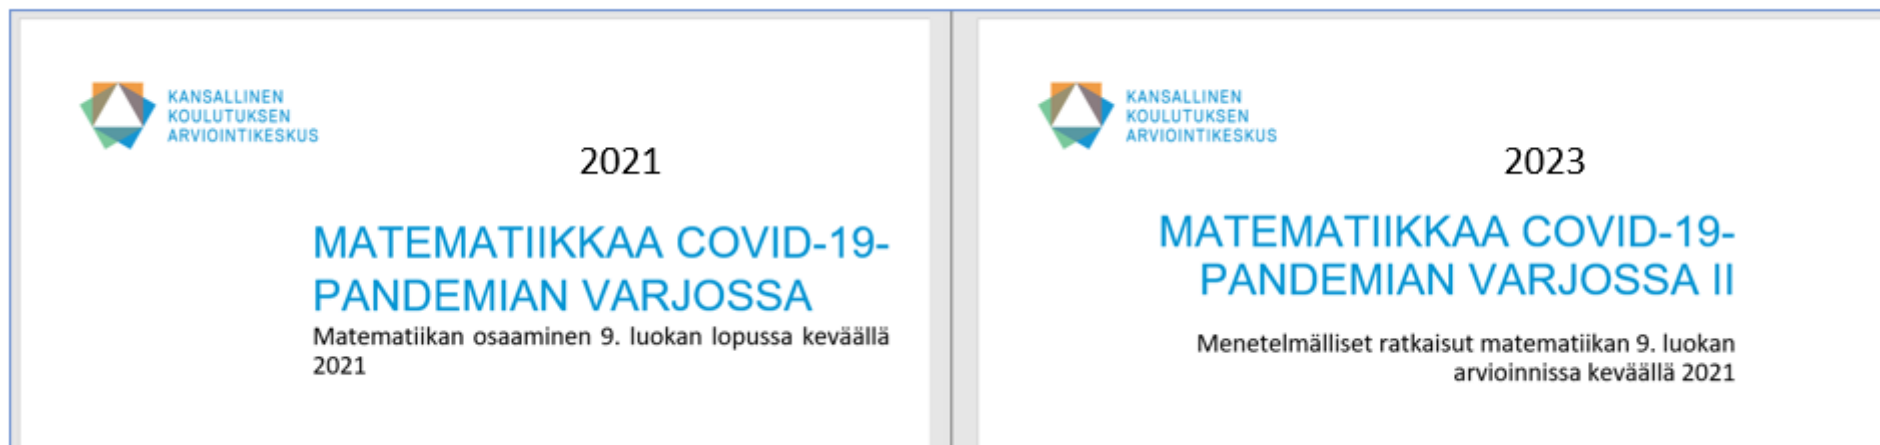 KANSALLINEN
KOULUTUKSEN
ARVIOINTIKESKUS
2021
MATEMATIIKKAA COVID-19-
PANDEMIAN VARJOSSA
Matematiikan osaaminen 9. luokan lopussa keväällä
2021
KANSALLINEN
KOULUTUKSEN
ARVIOINTIKESKUS
2023
MATEMATIIKKAA COVID-19-
PANDEMIAN VARJOSSA II
Menetelmälliset ratkaisut matematiikan 9. luokan
arvioinnissa keväällä 2021